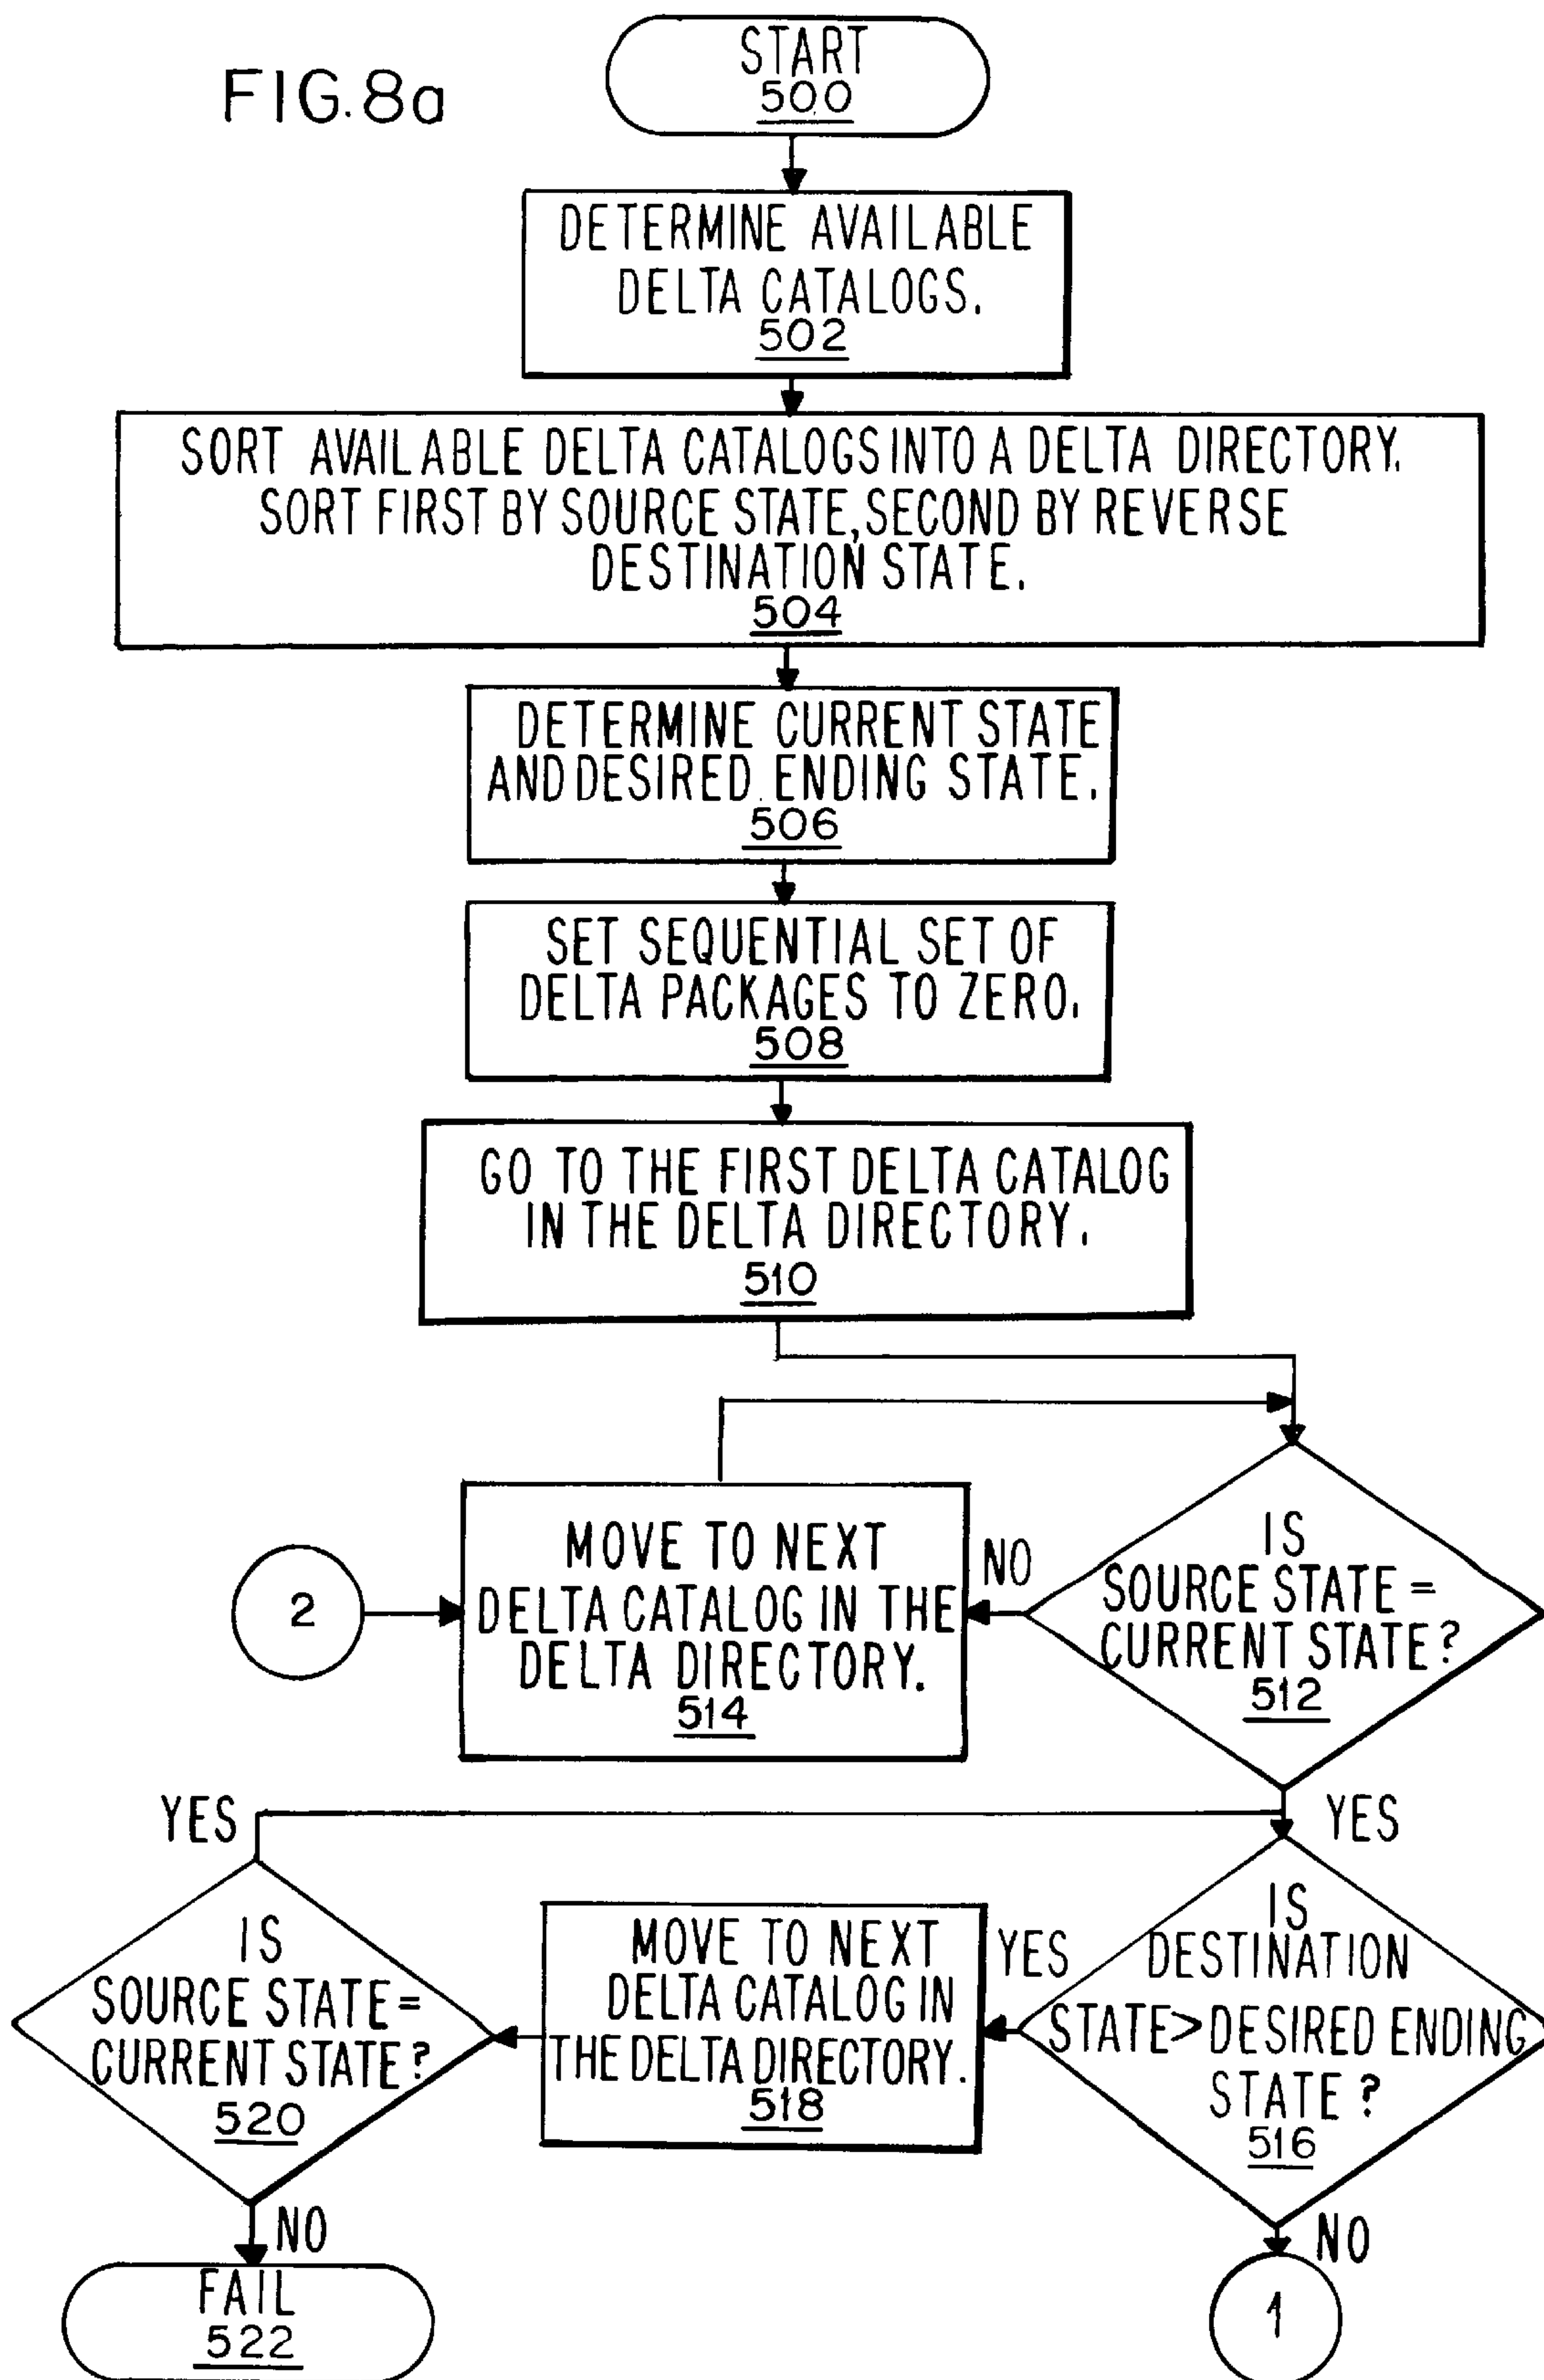 FIG. 8a
START
500
DETERMINE AVAILABLE
DELTA CATALOGS.
502
SORT AVAILABLE DELTA CATALOGS INTO A DELTA DIRECTORY.
SORT FIRST BY SOURCE STATE, SECOND BY REVERSE
DESTINATION STATE.
504
DETERMINE CURRENT STATE
AND DESIRED ENDING STATE.
506
SET SEQUENTIAL SET OF
DELTA PACKAGES TO ZERO.
508
GO TO THE FIRST DELTA CATALOG
IN THE DELTA DIRECTORY.
510
2
MOVE TO NEXT
DELTA CATALOG IN THE
DELTA DIRECTORY.
514
NO
IS
SOURCE STATE =
CURRENT STATE?
512
YES
YES
IS
SOURCE STATE =
CURRENT STATE?
520
MOVE TO NEXT
DELTA CATALOG IN
THE DELTA DIRECTORY.
518
YES
IS
DESTINATION
STATE>DESIRED ENDING
STATE?
516
NO
FAIL
522
NO
1